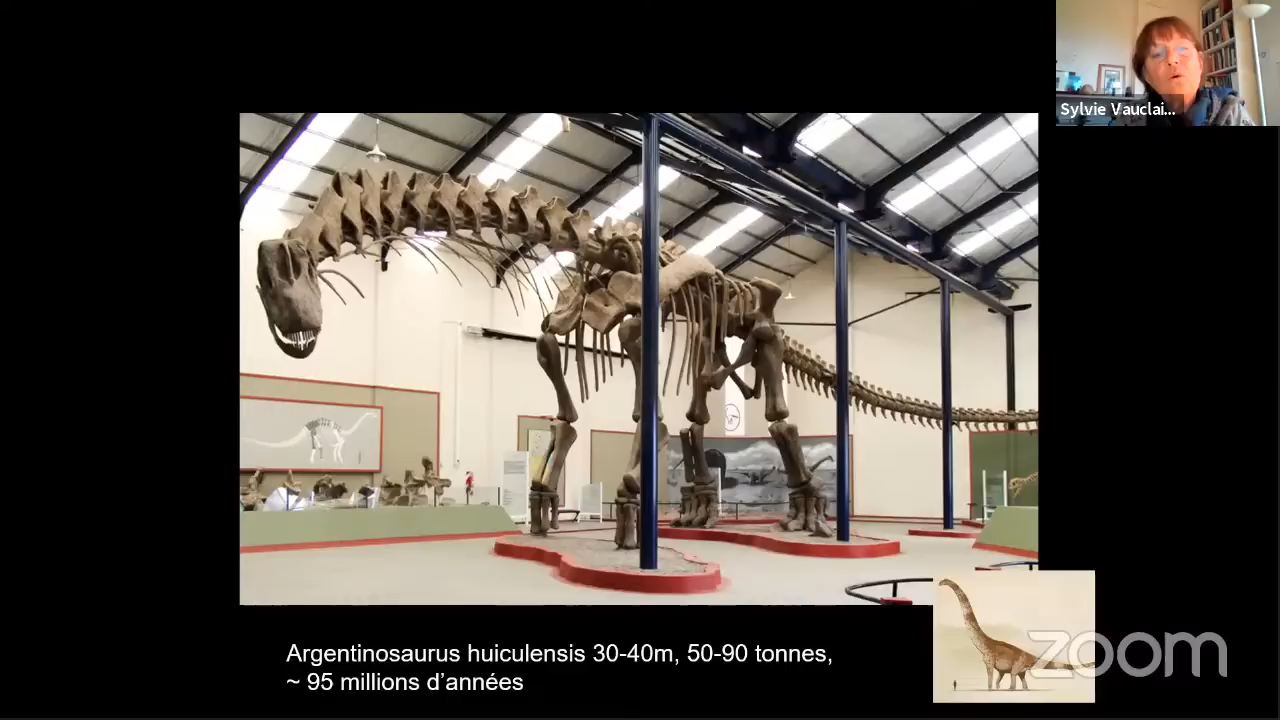 Sylvie Vauclai...
Argentinosaurus huiculensis 30-40m, 50-90 tonnes,
~ 95 millions d’années
zoom